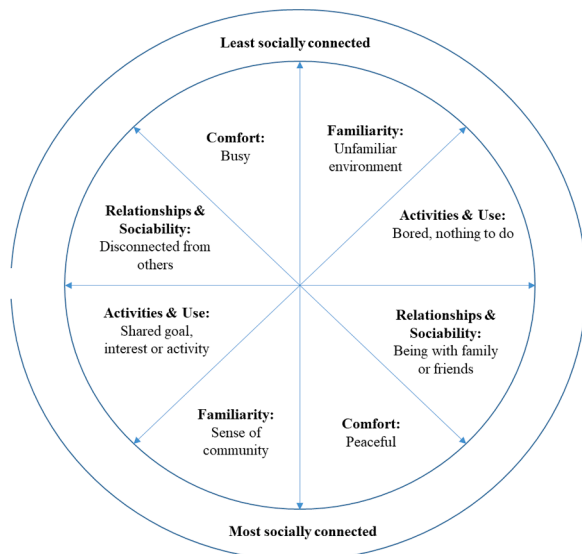 Least socially connected
Comfort:
Busy
Familiarity:
Unfamiliar
environment
Relationships &
Sociability:
Disconnected from
others
Activities & Use:
Bored, nothing to do
Activities & Use:
Shared goal,
interest or activity
Relationships &
Sociability:
Being with family
or friends
Familiarity:
Sense of
community
Comfort:
Peaceful
Most socially connected